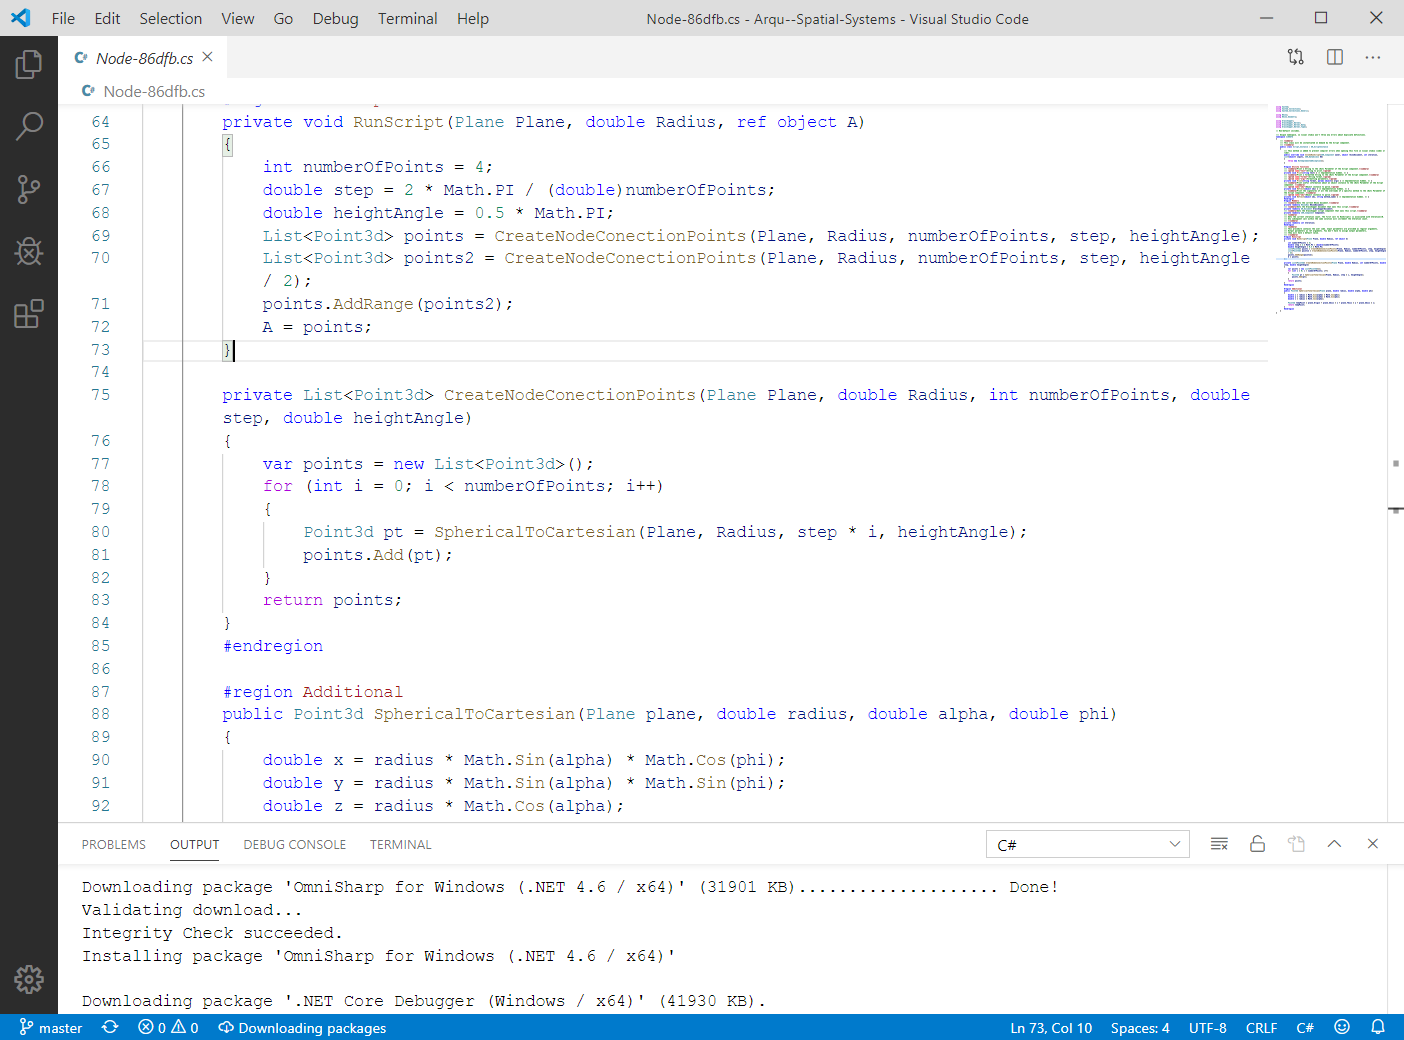 File Edit Selection View Go Debug Terminal Help Node-86dfb.cs - Arqu--Spatial-Systems - Visual Studio Code
C# Node-86dfb.cs
C# Node-86dfb.cs
64 private void RunScript(Plane Plane, double Radius, ref object A)
65 {
66 int numberOfPoints = 4;
67 double step = 2 * Math.PI / (double)numberOfPoints;
68 double heightAngle = 0.5 * Math.PI;
69 List<Point3d> points = CreateNodeConectionPoints(Plane, Radius, numberOfPoints, step, heightAngle);
70 List<Point3d> points2 = CreateNodeConectionPoints(Plane, Radius, numberOfPoints, step, heightAngle
/ 2);
71 points.AddRange(points2);
72 A = points;
73 }
74
75 private List<Point3d> CreateNodeConectionPoints(Plane Plane, double Radius, int numberOfPoints, double
step, double heightAngle)
76 {
77 var points = new List<Point3d>();
78 for (int i = 0; i < numberOfPoints; i++)
79 {
80 Point3d pt = SphericalToCartesian(Plane, Radius, step * i, heightAngle);
81 points.Add(pt);
82 }
83 return points;
84 }
85 #endregion
86
87 #region Additional
88 public Point3d SphericalToCartesian(Plane plane, double radius, double alpha, double phi)
89 {
90 double x = radius * Math.Sin(alpha) * Math.Cos(phi);
91 double y = radius * Math.Sin(alpha) * Math.Sin(phi);
92 double z = radius * Math.Cos(alpha);
PROBLEMS OUTPUT DEBUG CONSOLE TERMINAL C#
Downloading package 'OmniSharp for Windows (.NET 4.6 / x64)' (31901 KB).................... Done!
Validating download...
Integrity Check succeeded.
Installing package 'OmniSharp for Windows (.NET 4.6 / x64)'
Downloading package '.NET Core Debugger (Windows / x64)' (41930 KB).
master 0 0 Downloading packages Ln 73, Col 10 Spaces: 4 UTF-8 CRLF C#